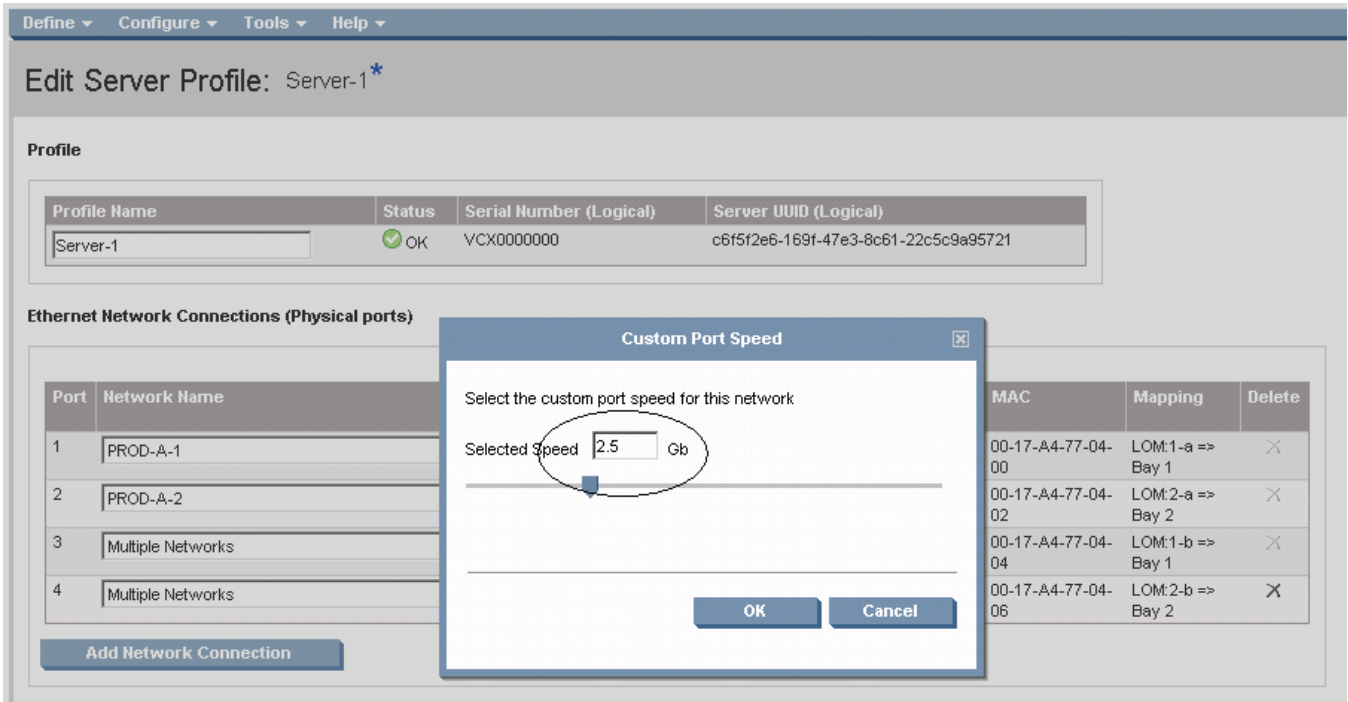 Define Configure Tools Help
Edit Server Profile: Server-1*
Profile
Profile Name Status Serial Number (Logical) Server UUID (Logical)
Server-1 OK VCX0000000 c6f5f2e6-169f-47e3-8c61-22c5c9a95721
Ethernet Network Connections (Physical ports)
Custom Port Speed
Select the custom port speed for this network
Selected Speed 2.5 Gb
OK Cancel
Port Network Name MAC Mapping Delete
1 PROD-A-1 00-17-A4-77-04- LOM:1-a =>
00 Bay 1
2 PROD-A-2 00-17-A4-77-04- LOM:2-a =>
02 Bay 2
3 Multiple Networks 00-17-A4-77-04- LOM:1-b =>
04 Bay 1
4 Multiple Networks 00-17-A4-77-04- LOM:2-b =>
06 Bay 2
Add Network Connection